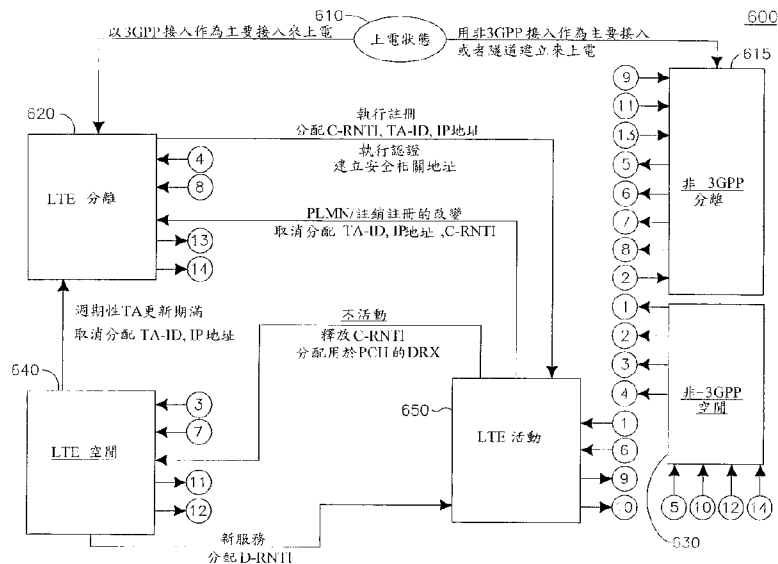 600
610
以3GPP接入作為主要接入來上電
上電狀態
用非3GPP接入作為主要接入
或者隧道建立來上電
615
620
LTE 分離
執行註冊
分配C-RNTI, TA-ID, IP地址
執行認證
建立安全相關地址
PLMN/註銷註冊的改變
取消分配 TA-ID, IP地址 ,C-RNTI
4
8
13
14
9
11
13
5
6
7
8
2
非-3GPP
分離
週期性TA更新期滿
取消分配 TA-ID, IP地址
不活動
釋放C-RNTI
分配用於PCH的DRX
640
LTE 空閒
3
7
11
12
650
LTE 活動
1
6
9
10
1
2
3
4
非-3GPP
空閒
5
10
12
14
630
新服務
分配D-RNTI